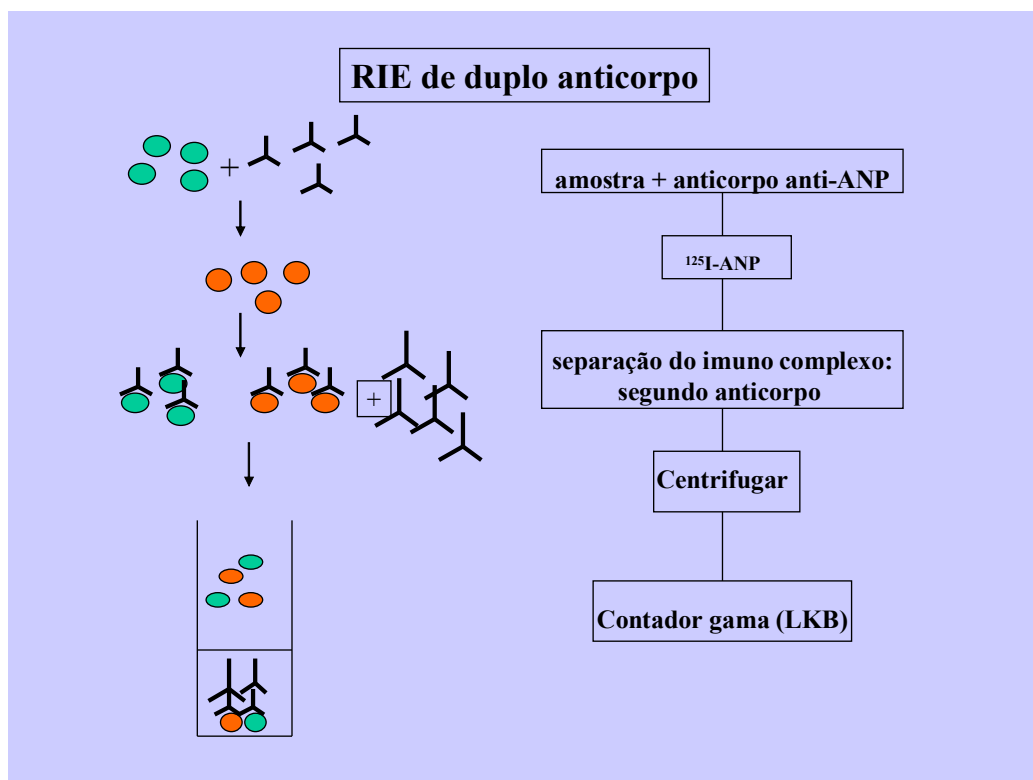 RIE de duplo anticorpo
+
amostra + anticorpo anti-ANP
¹²⁵I-ANP
+
separação do imuno complexo:
segundo anticorpo
Centrifugar
Contador gama (LKB)